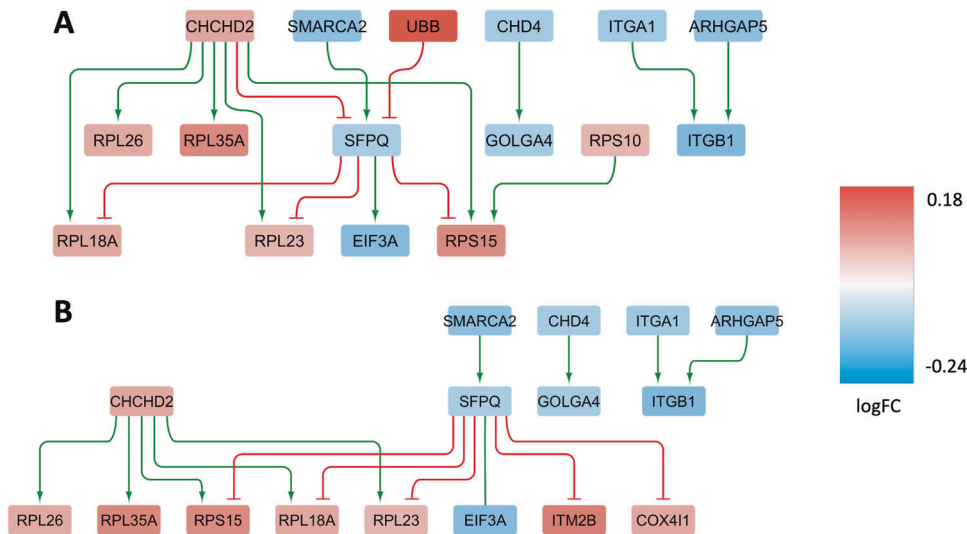 A
CHCHD2 SMARCA2 UBB CHD4 ITGA1 ARHGAP5
RPL26 RPL35A SFPQ GOLGA4 RPS10 ITGB1
RPL18A RPL23 EIF3A RPS15
0.18
-0.24
logFC
B
SMARCA2 CHD4 ITGA1 ARHGAP5
CHCHD2 SFPQ GOLGA4 ITGB1
RPL26 RPL35A RPS15 RPL18A RPL23 EIF3A ITM2B COX4I1